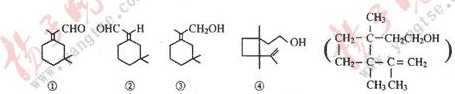 CHO
OHC H
CH₂OH
OH
CH₃
CH₂—C—CH₂CH₂OH
CH₂—C—C=CH₂
CH₃ CH₃
① ② ③ ④